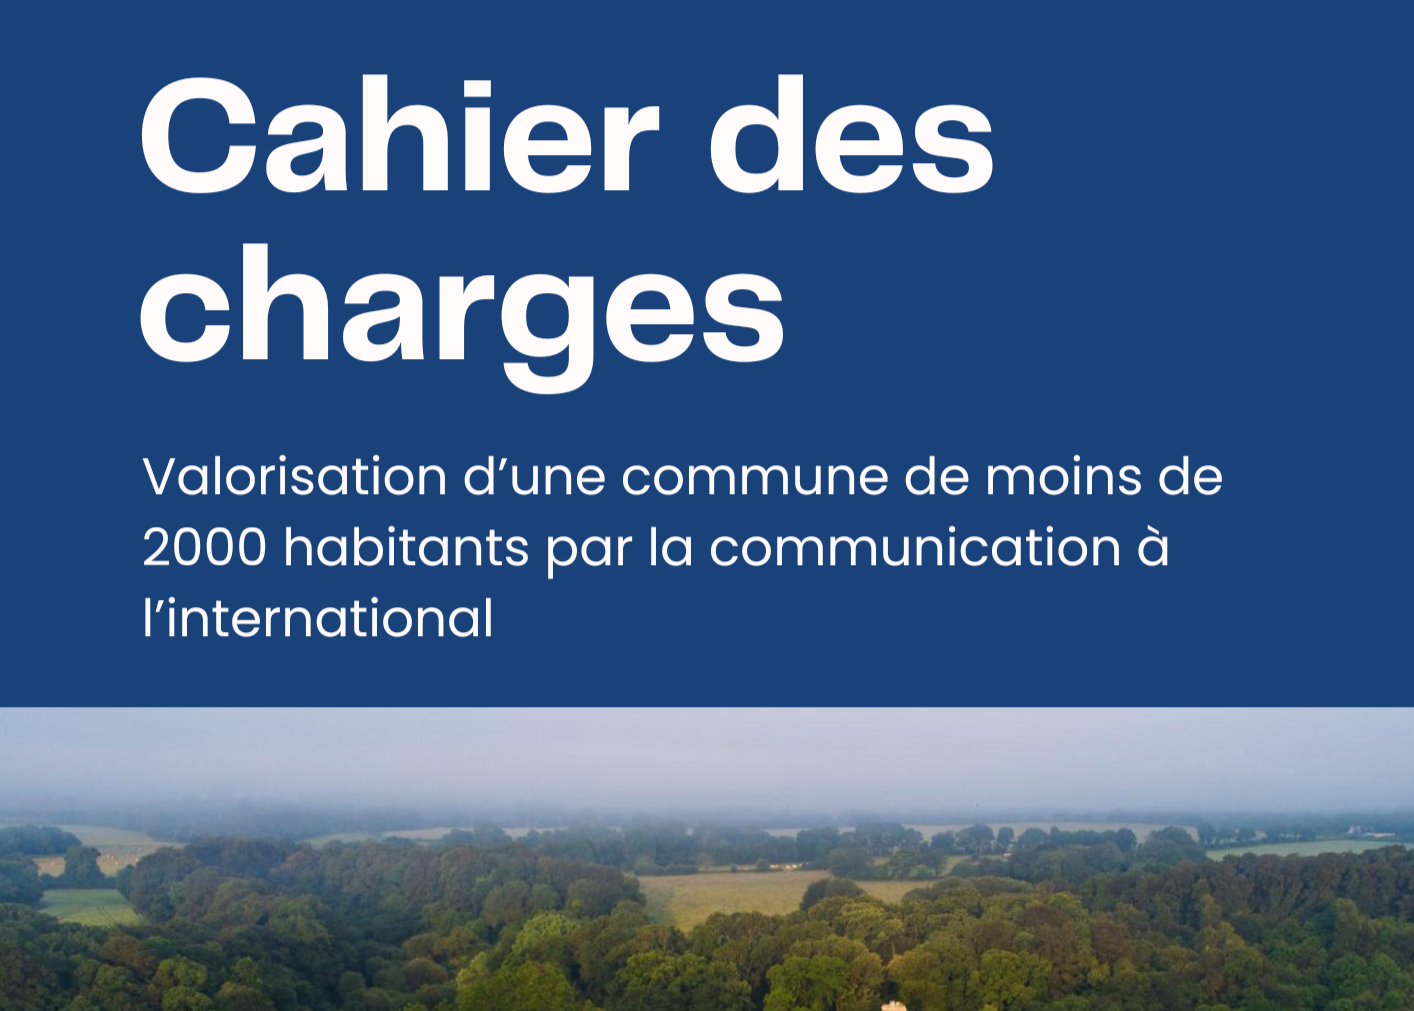 Cahier des
charges
Valorisation d’une commune de moins de
2000 habitants par la communication à
l’international